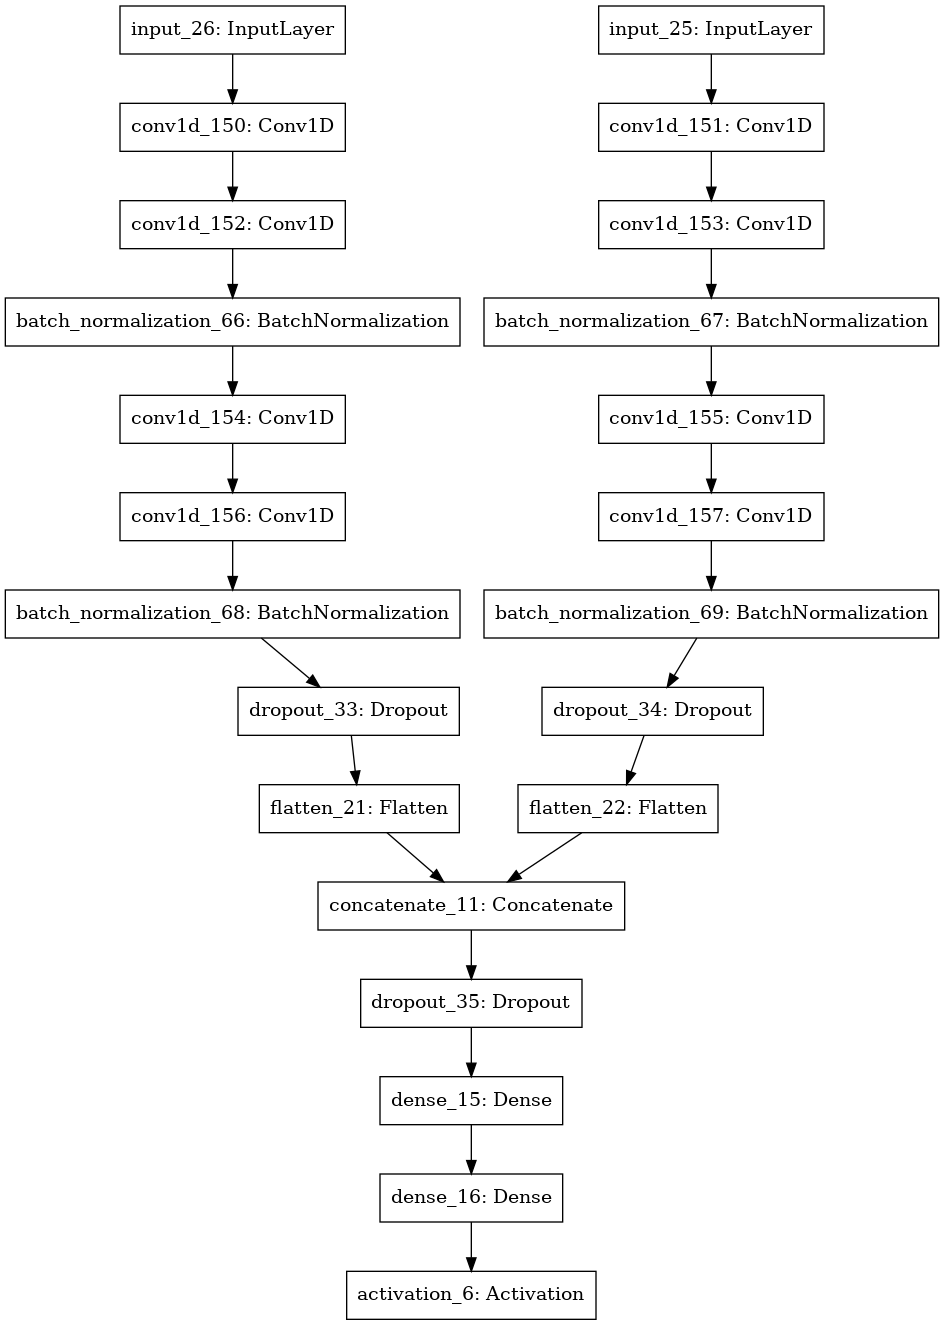 input_26: InputLayer
input_25: InputLayer
conv1d_150: Conv1D
conv1d_151: Conv1D
conv1d_152: Conv1D
conv1d_153: Conv1D
batch_normalization_66: BatchNormalization
batch_normalization_67: BatchNormalization
conv1d_154: Conv1D
conv1d_155: Conv1D
conv1d_156: Conv1D
conv1d_157: Conv1D
batch_normalization_68: BatchNormalization
batch_normalization_69: BatchNormalization
dropout_33: Dropout
dropout_34: Dropout
flatten_21: Flatten
flatten_22: Flatten
concatenate_11: Concatenate
dropout_35: Dropout
dense_15: Dense
dense_16: Dense
activation_6: Activation